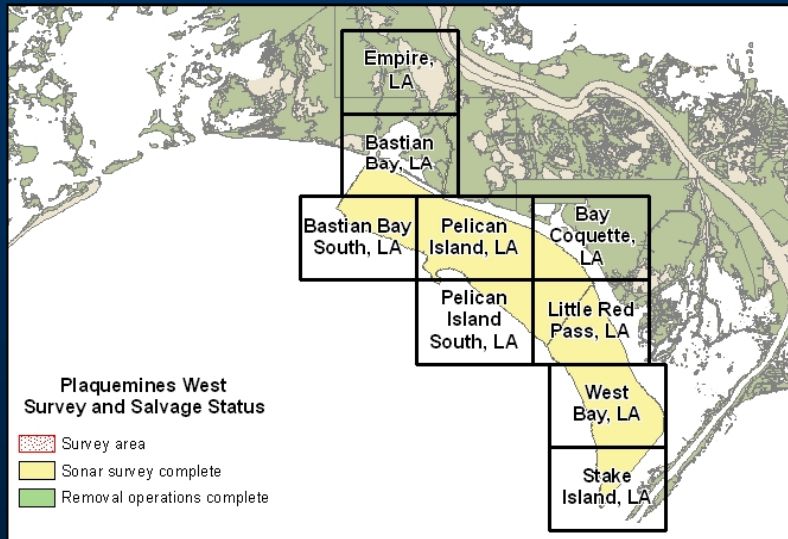 Empire,
LA
Bastian
Bay, LA
Bastian Bay
South, LA
Pelican
Island, LA
Bay
Coquette,
LA
Pelican
Island
South, LA
Little Red
Pass, LA
West
Bay, LA
Stake
Island, LA
Plaquemines West
Survey and Salvage Status
Survey area
Sonar survey complete
Removal operations complete